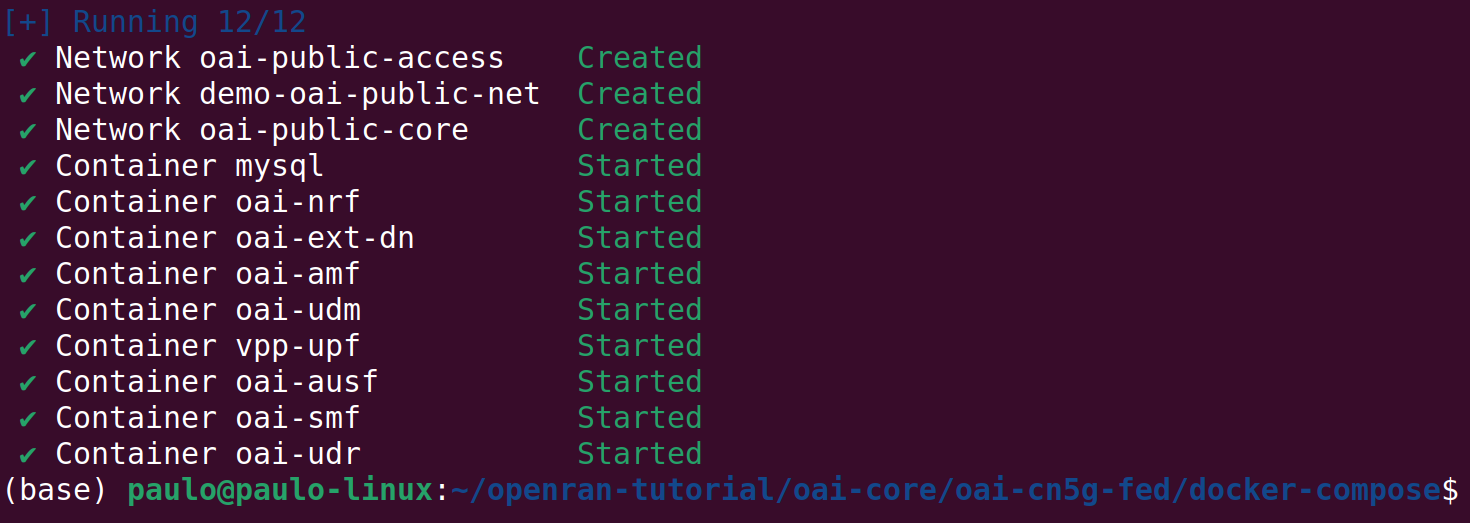 [+] Running 12/12
✔ Network oai-public-access Created
✔ Network demo-oai-public-net Created
✔ Network oai-public-core Created
✔ Container mysql Started
✔ Container oai-nrf Started
✔ Container oai-ext-dn Started
✔ Container oai-amf Started
✔ Container oai-udm Started
✔ Container vpp-upf Started
✔ Container oai-ausf Started
✔ Container oai-smf Started
✔ Container oai-udr Started
(base) paulo@paulo-linux:~/openran-tutorial/oai-core/oai-cn5g-fed/docker-compose$